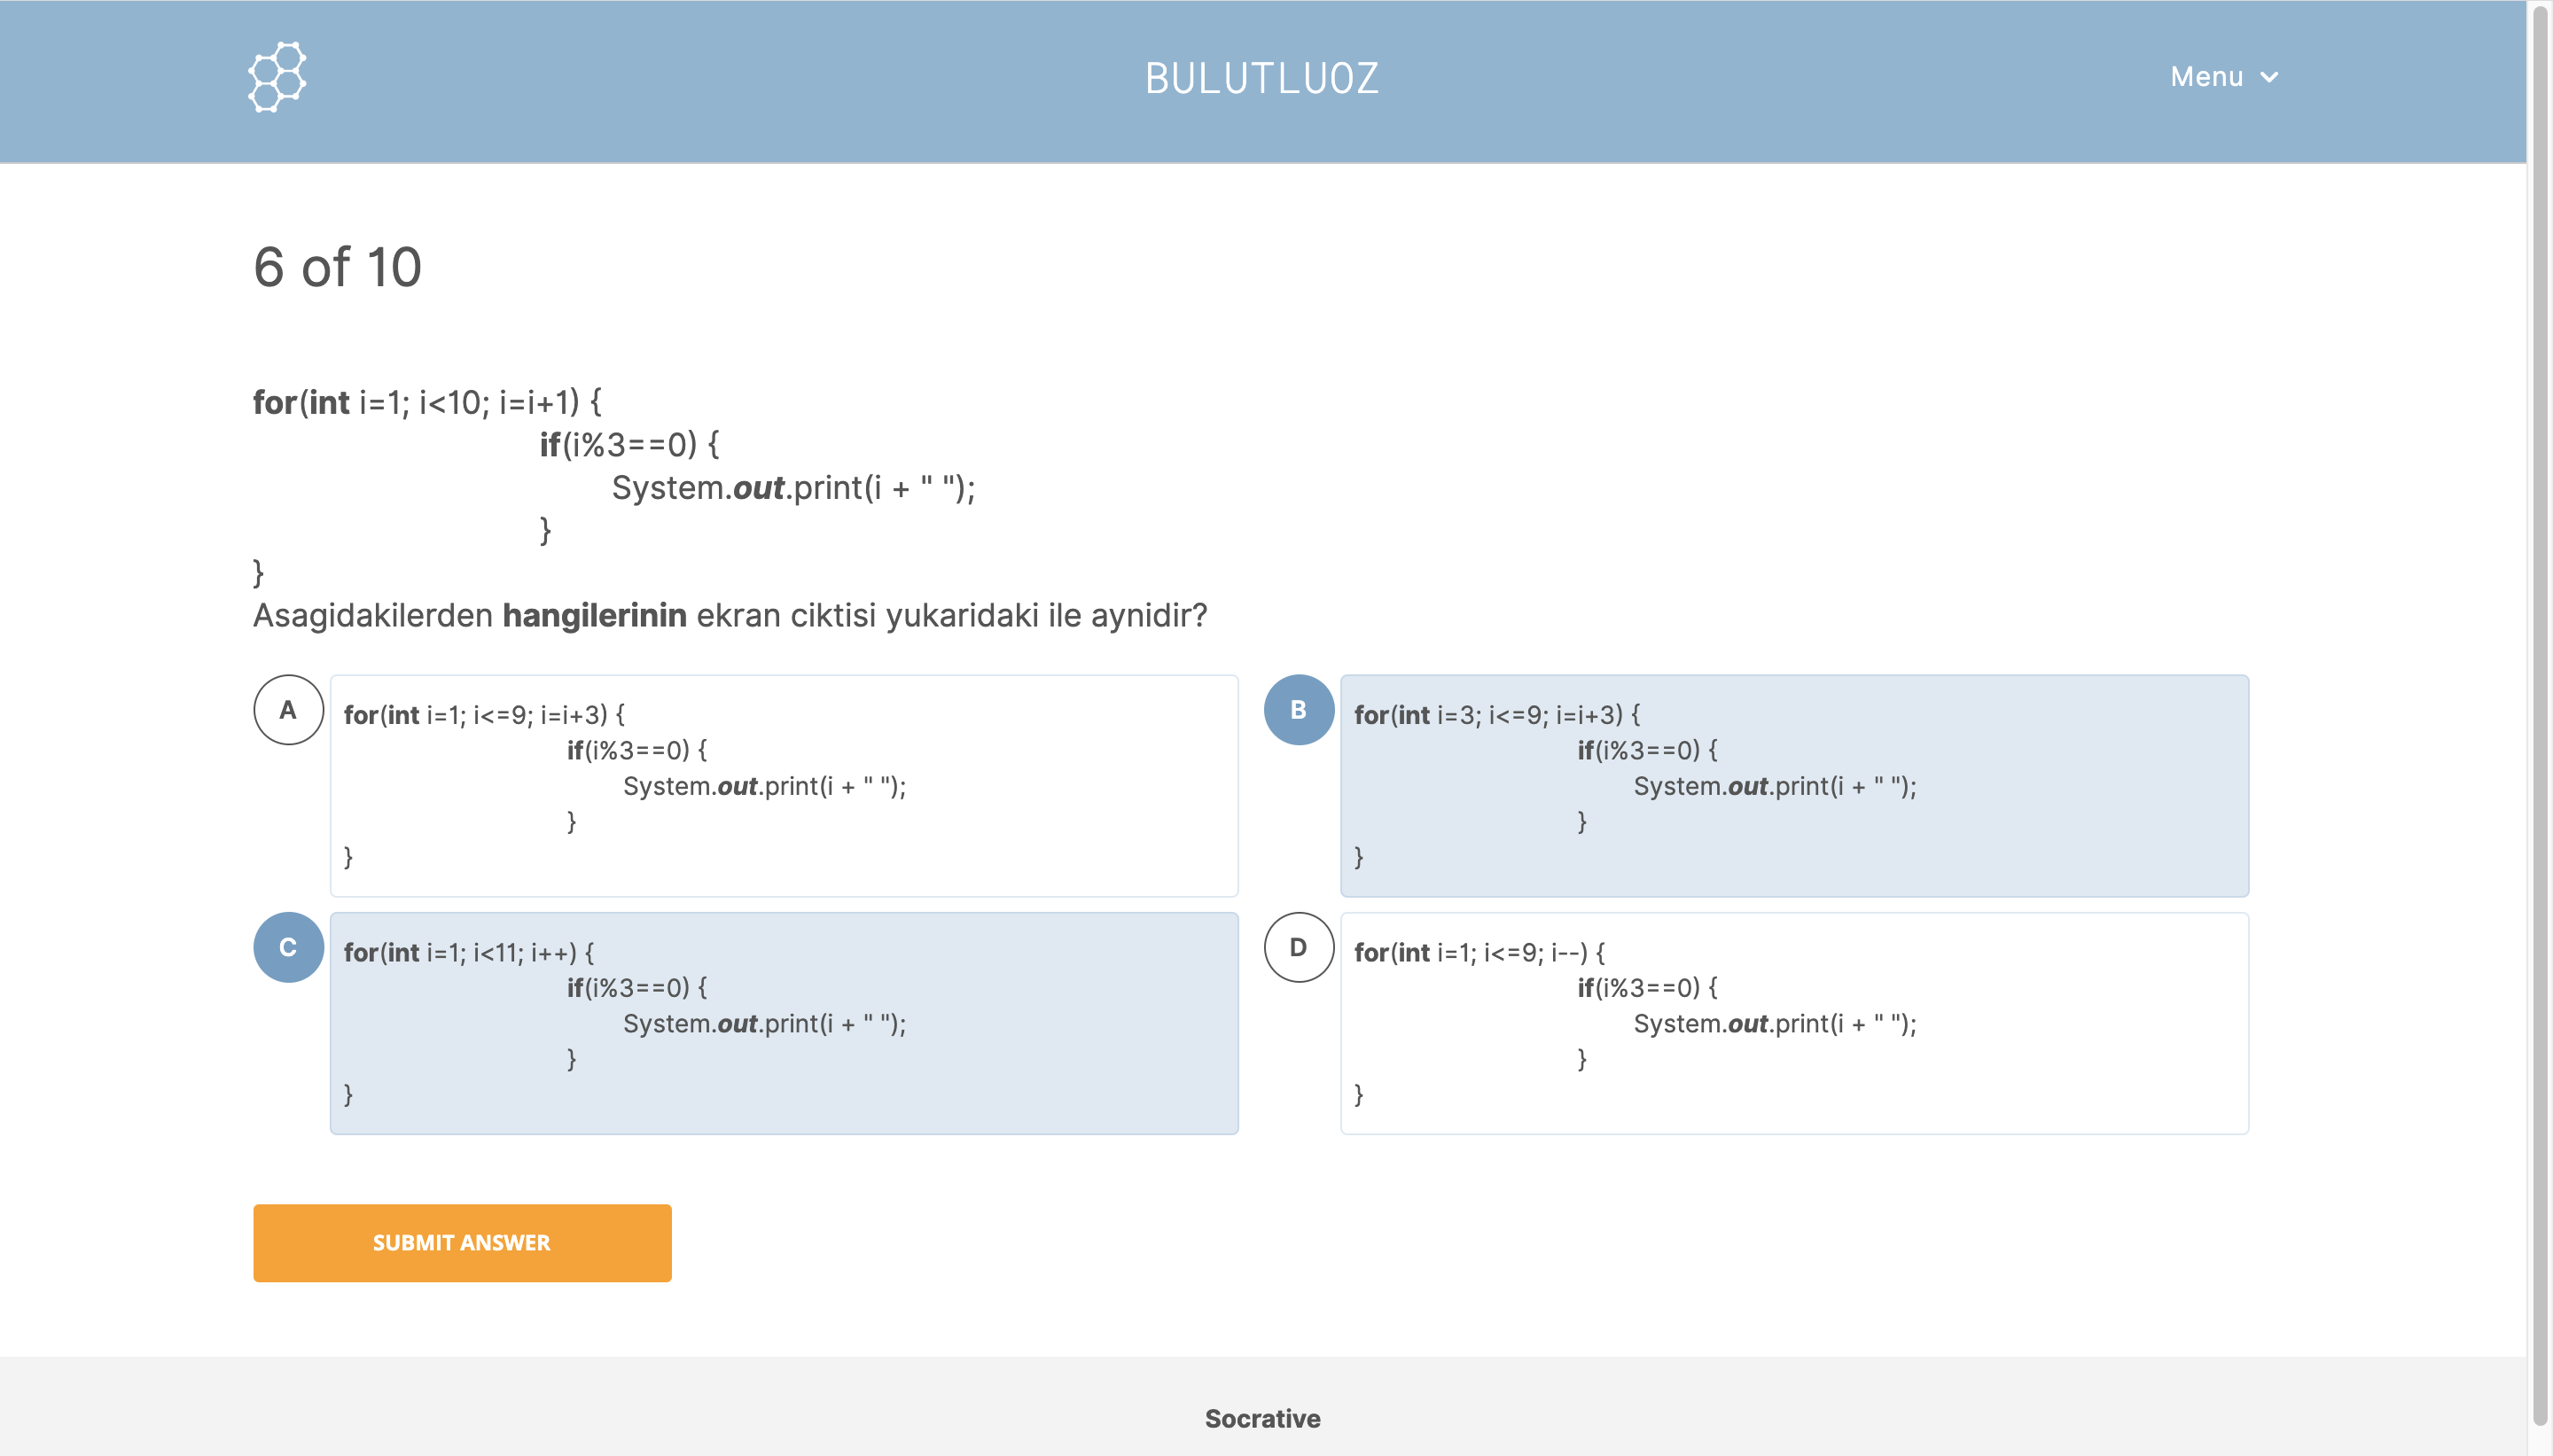 BULUTLUOZ
Menu
6 of 10
for(int i=1; i<10; i=i+1) {
if(i%3==0) {
System.out.print(i + " ");
}
}
Asagidakilerden hangilerinin ekran ciktisi yukaridaki ile aynidir?
A
for(int i=1; i<=9; i=i+3) {
if(i%3==0) {
System.out.print(i + " ");
}
}
B
for(int i=3; i<=9; i=i+3) {
if(i%3==0) {
System.out.print(i + " ");
}
}
C
for(int i=1; i<11; i++) {
if(i%3==0) {
System.out.print(i + " ");
}
}
D
for(int i=1; i<=9; i--) {
if(i%3==0) {
System.out.print(i + " ");
}
}
SUBMIT ANSWER
Socrative